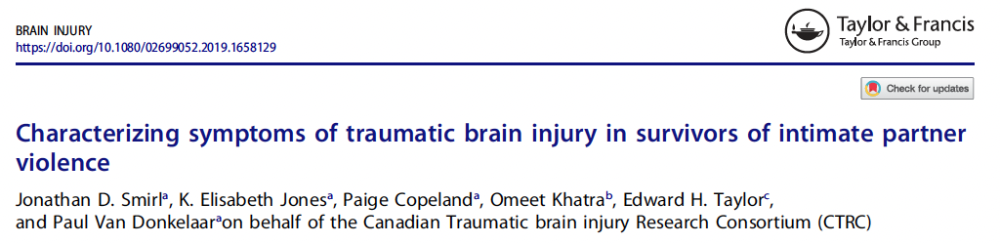 BRAIN INJURY
https://doi.org/10.1080/02699052.2019.1658129
Taylor & Francis
Taylor & Francis Group
Check for updates
Characterizing symptoms of traumatic brain injury in survivors of intimate partner
violence
Jonathan D. Smirlᵃ, K. Elisabeth Jonesᵃ, Paige Copelandᵃ, Omeet Khatraᵇ, Edward H. Taylorᶜ,
and Paul Van Donkelaarᵃon behalf of the Canadian Traumatic brain injury Research Consortium (CTRC)